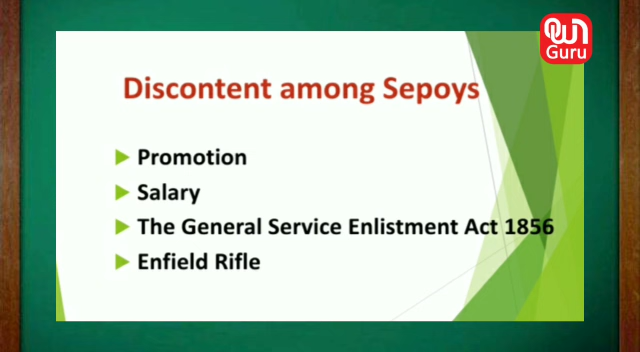 Guru
Discontent among Sepoys
Promotion
Salary
The General Service Enlistment Act 1856
Enfield Rifle